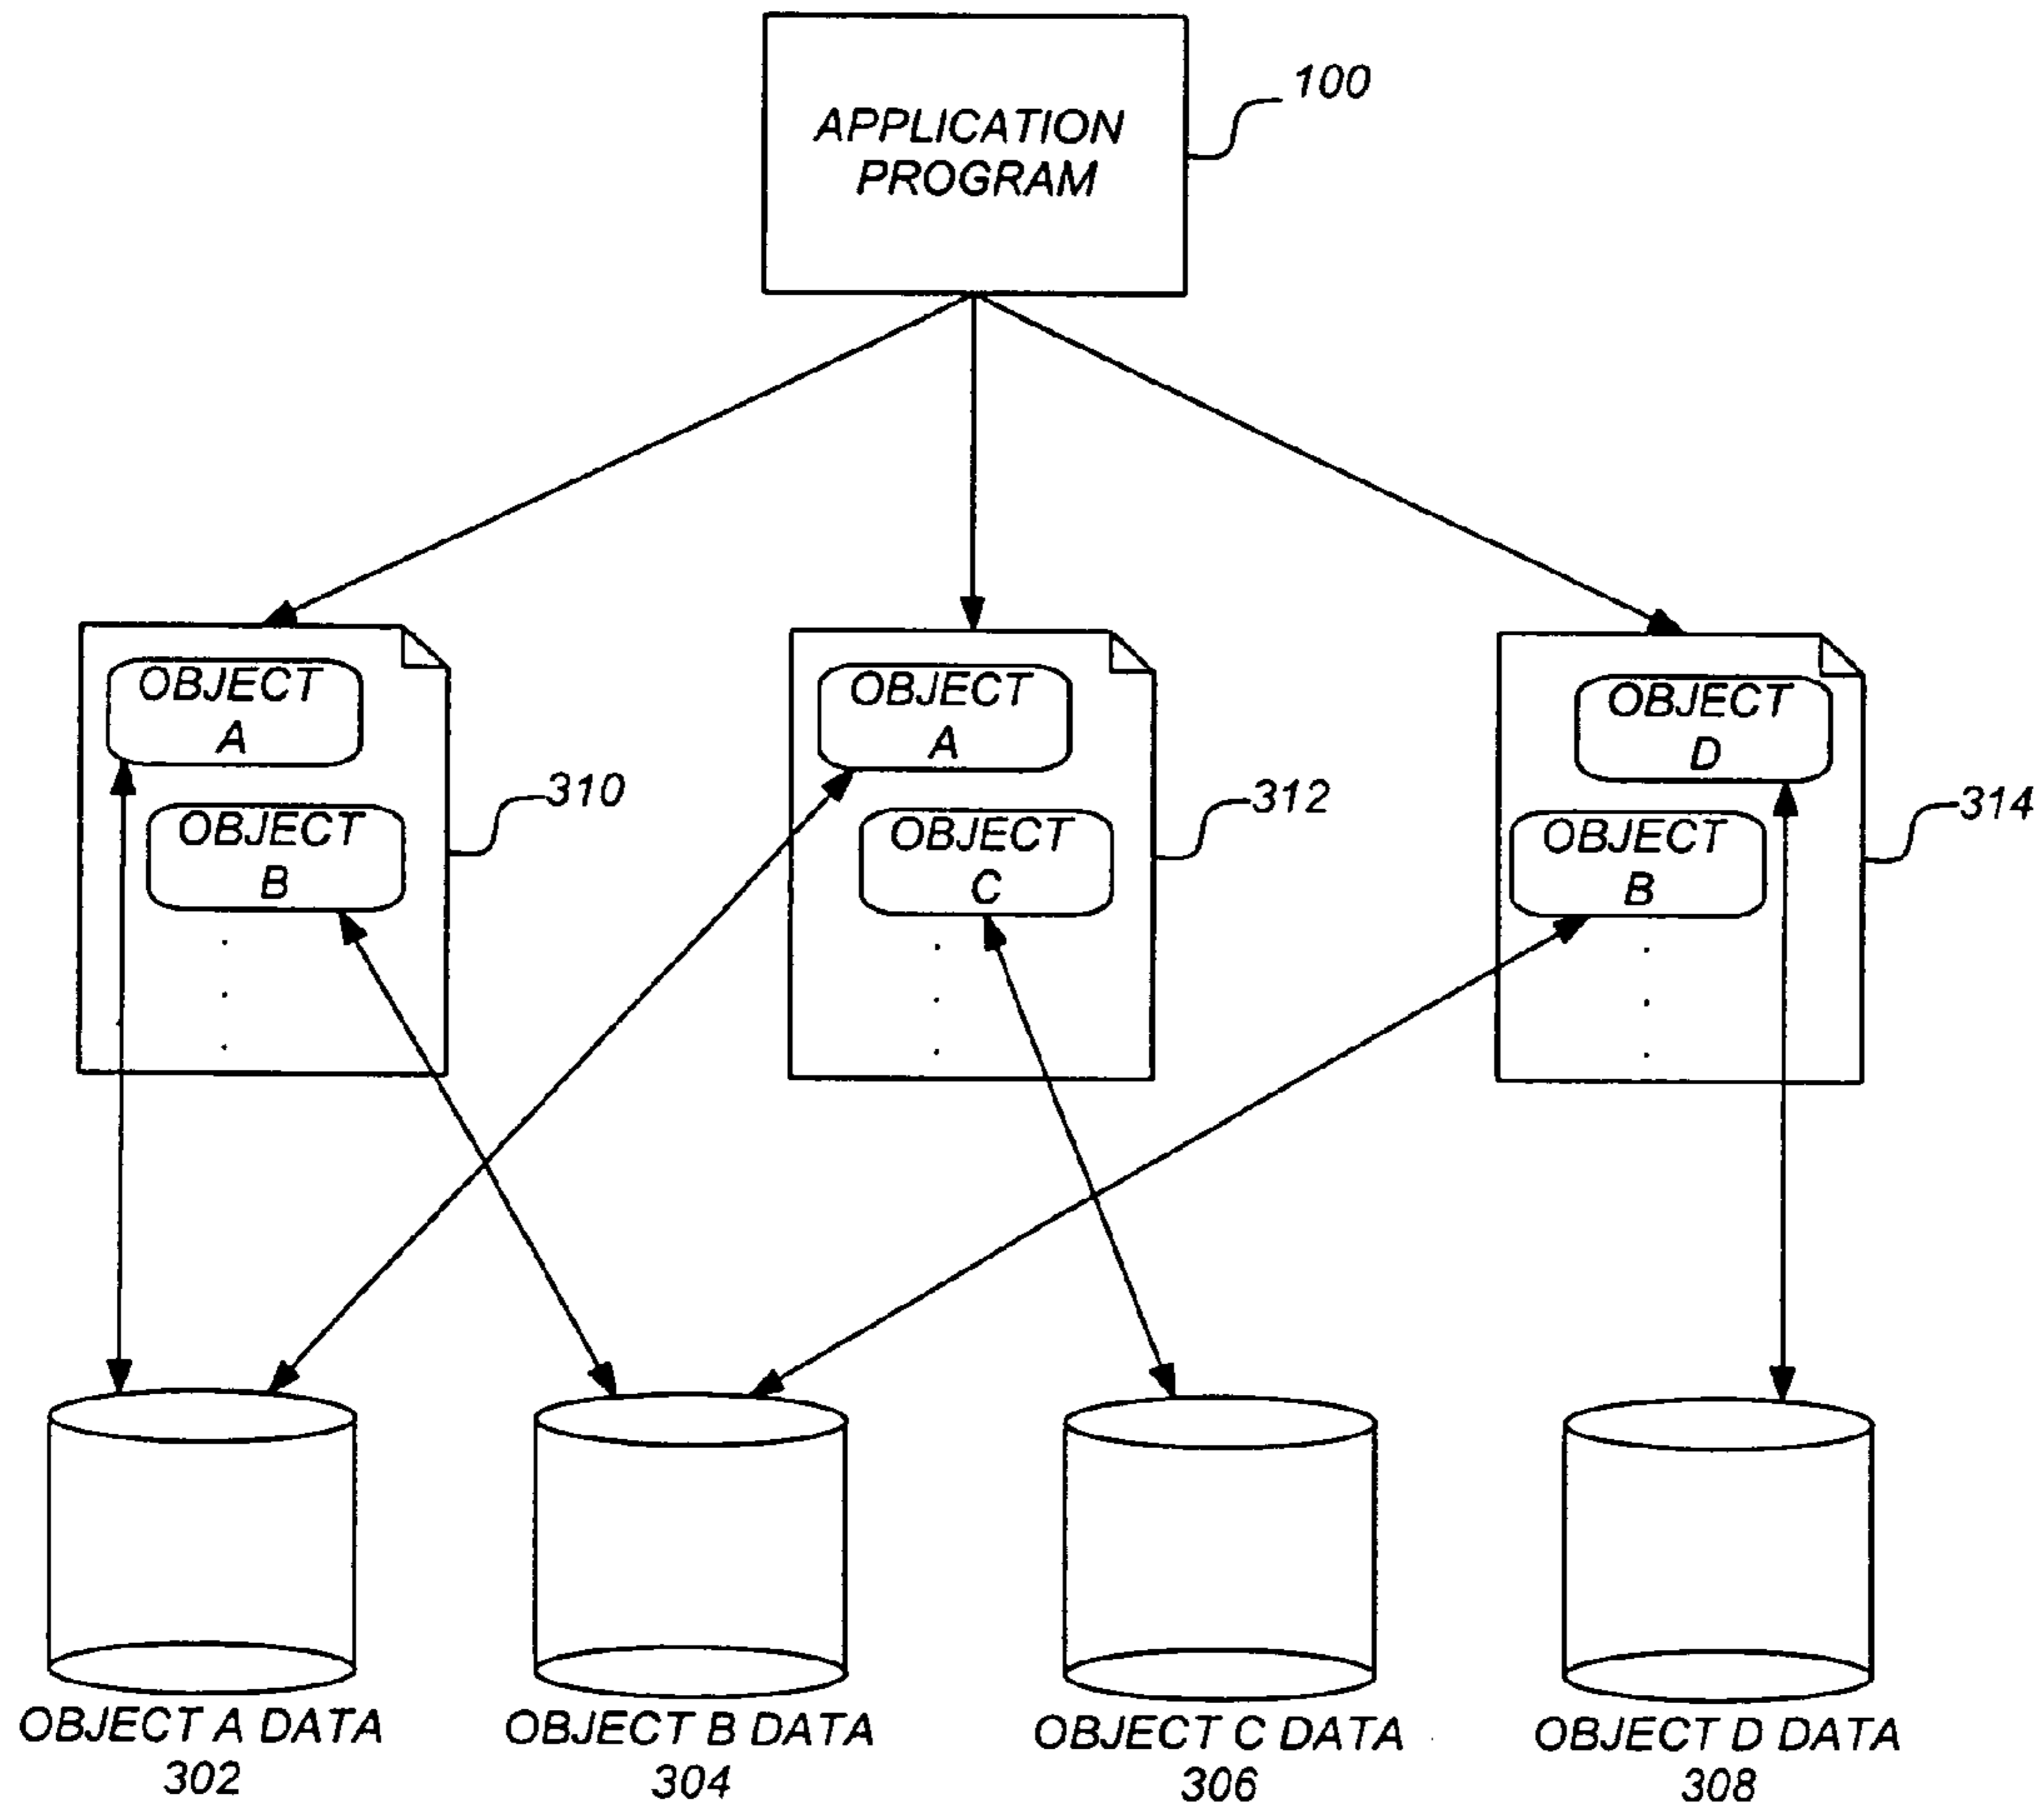 100
APPLICATION
PROGRAM
OBJECT
A
OBJECT
B
310
OBJECT
A
OBJECT
C
312
OBJECT
D
OBJECT
B
314
OBJECT A DATA
302
OBJECT B DATA
304
OBJECT C DATA
306
OBJECT D DATA
308